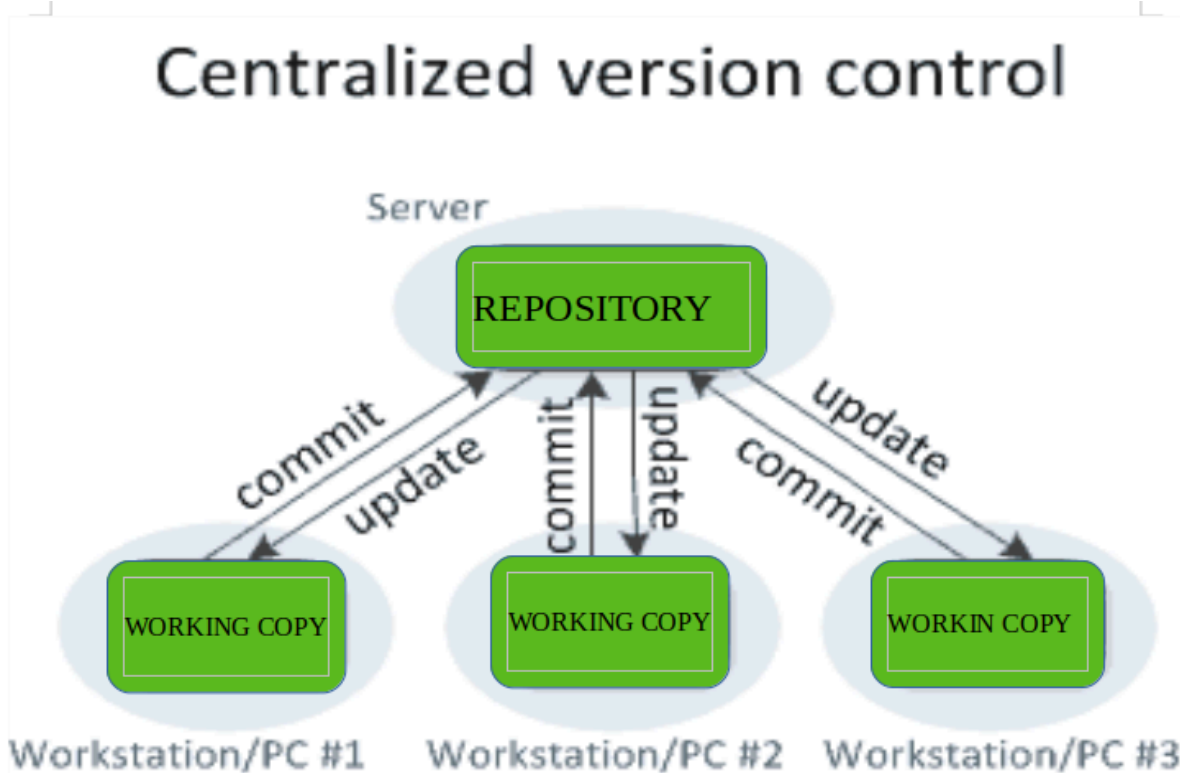 Centralized version control
Server
REPOSITORY
commit
update
commit
update
commit
update
WORKING COPY
WORKING COPY
WORKIN COPY
Workstation/PC #1
Workstation/PC #2
Workstation/PC #3